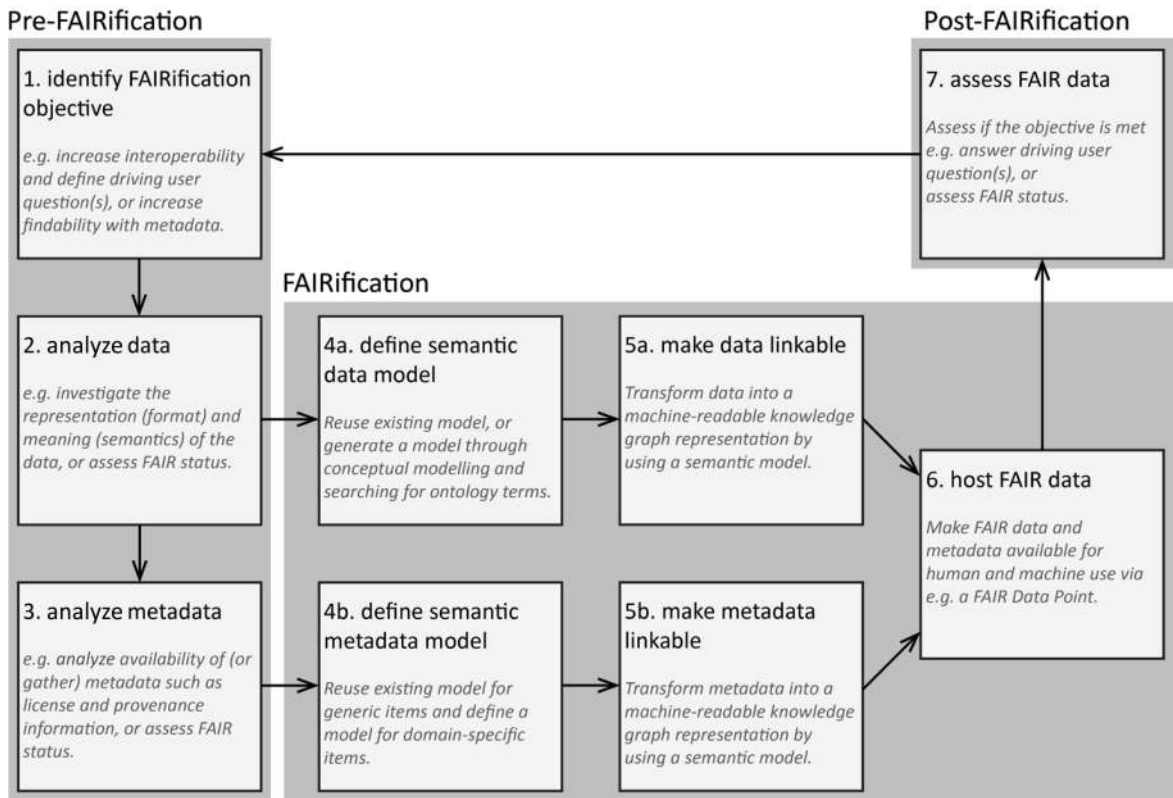 Pre-FAIRification
1. identify FAIRification
objective
e.g. increase interoperability
and define driving user
question(s), or increase
findability with metadata.
2. analyze data
e.g. investigate the
representation (format) and
meaning (semantics) of the
data, or assess FAIR status.
3. analyze metadata
e.g. analyze availability of (or
gather) metadata such as
license and provenance
information, or assess FAIR
status.
FAIRification
4a. define semantic
data model
Reuse existing model, or
generate a model through
conceptual modelling and
searching for ontology terms.
5a. make data linkable
Transform data into a
machine-readable knowledge
graph representation by
using a semantic model.
4b. define semantic
metadata model
Reuse existing model for
generic items and define a
model for domain-specific
items.
5b. make metadata
linkable
Transform metadata into a
machine-readable knowledge
graph representation by
using a semantic model.
6. host FAIR data
Make FAIR data and
metadata available for
human and machine use via
e.g. a FAIR Data Point.
Post-FAIRification
7. assess FAIR data
Assess if the objective is met
e.g. answer driving user
question(s), or
assess FAIR status.